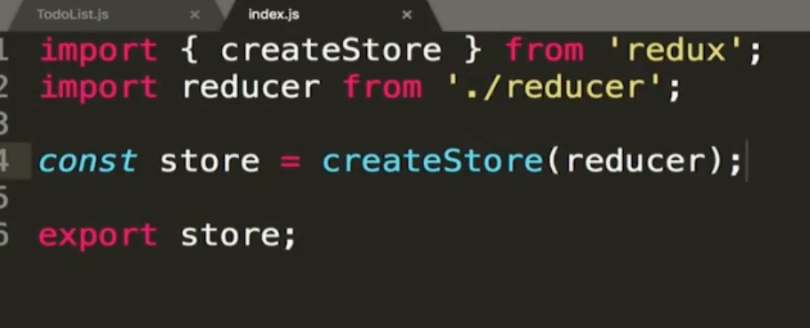 TodoList.js × index.js ×
1 import { createStore } from 'redux';
2 import reducer from './reducer';
3
4 const store = createStore(reducer);
5
6 export store;